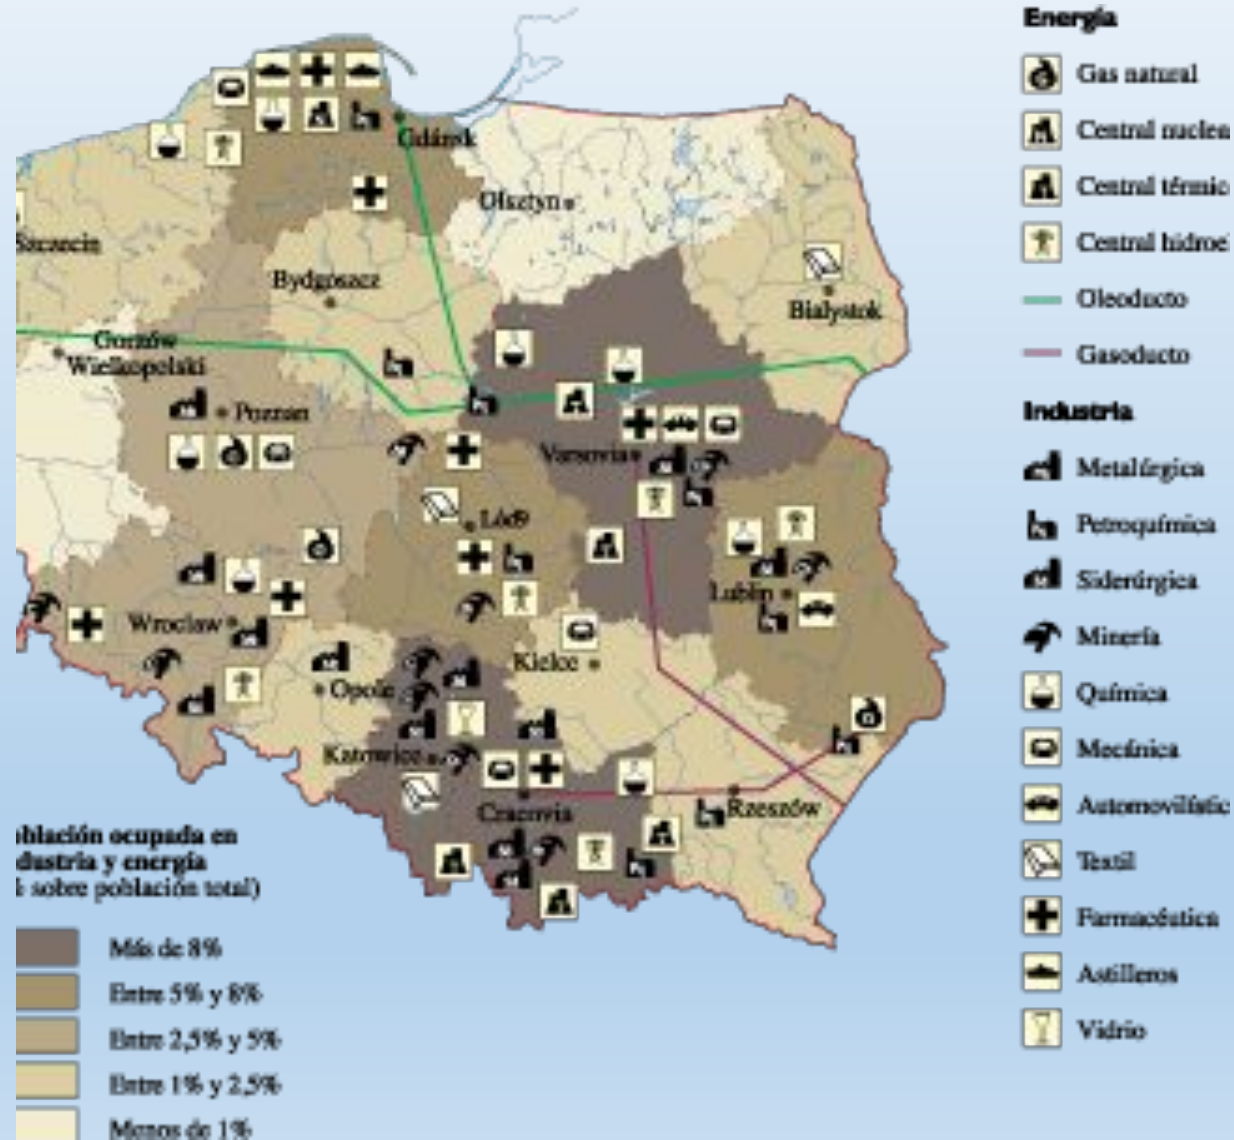 Energía
Gas natural
Central nuclea
Central térmic
Central hidroe
Oleoducto
Gasoducto
Industria
Metalúrgica
Petroquímica
Siderúrgica
Minería
Química
Mecánica
Automovilístic
Textil
Farmacéutica
Astilleros
Vidrio
Gdánsk
Olsztyn
Szczecin
Bydgoszcz
Bialystok
Gorzów
Wielkopolski
Poznan
Varsovia
Lód9
Lublin
Wroclaw
Kielce
Opole
Katowice
Cracovia
Rzeszów
oblación ocupada en
dustria y energía
% sobre población total)
Más de 8%
Entre 5% y 8%
Entre 2,5% y 5%
Entre 1% y 2,5%
Menos de 1%